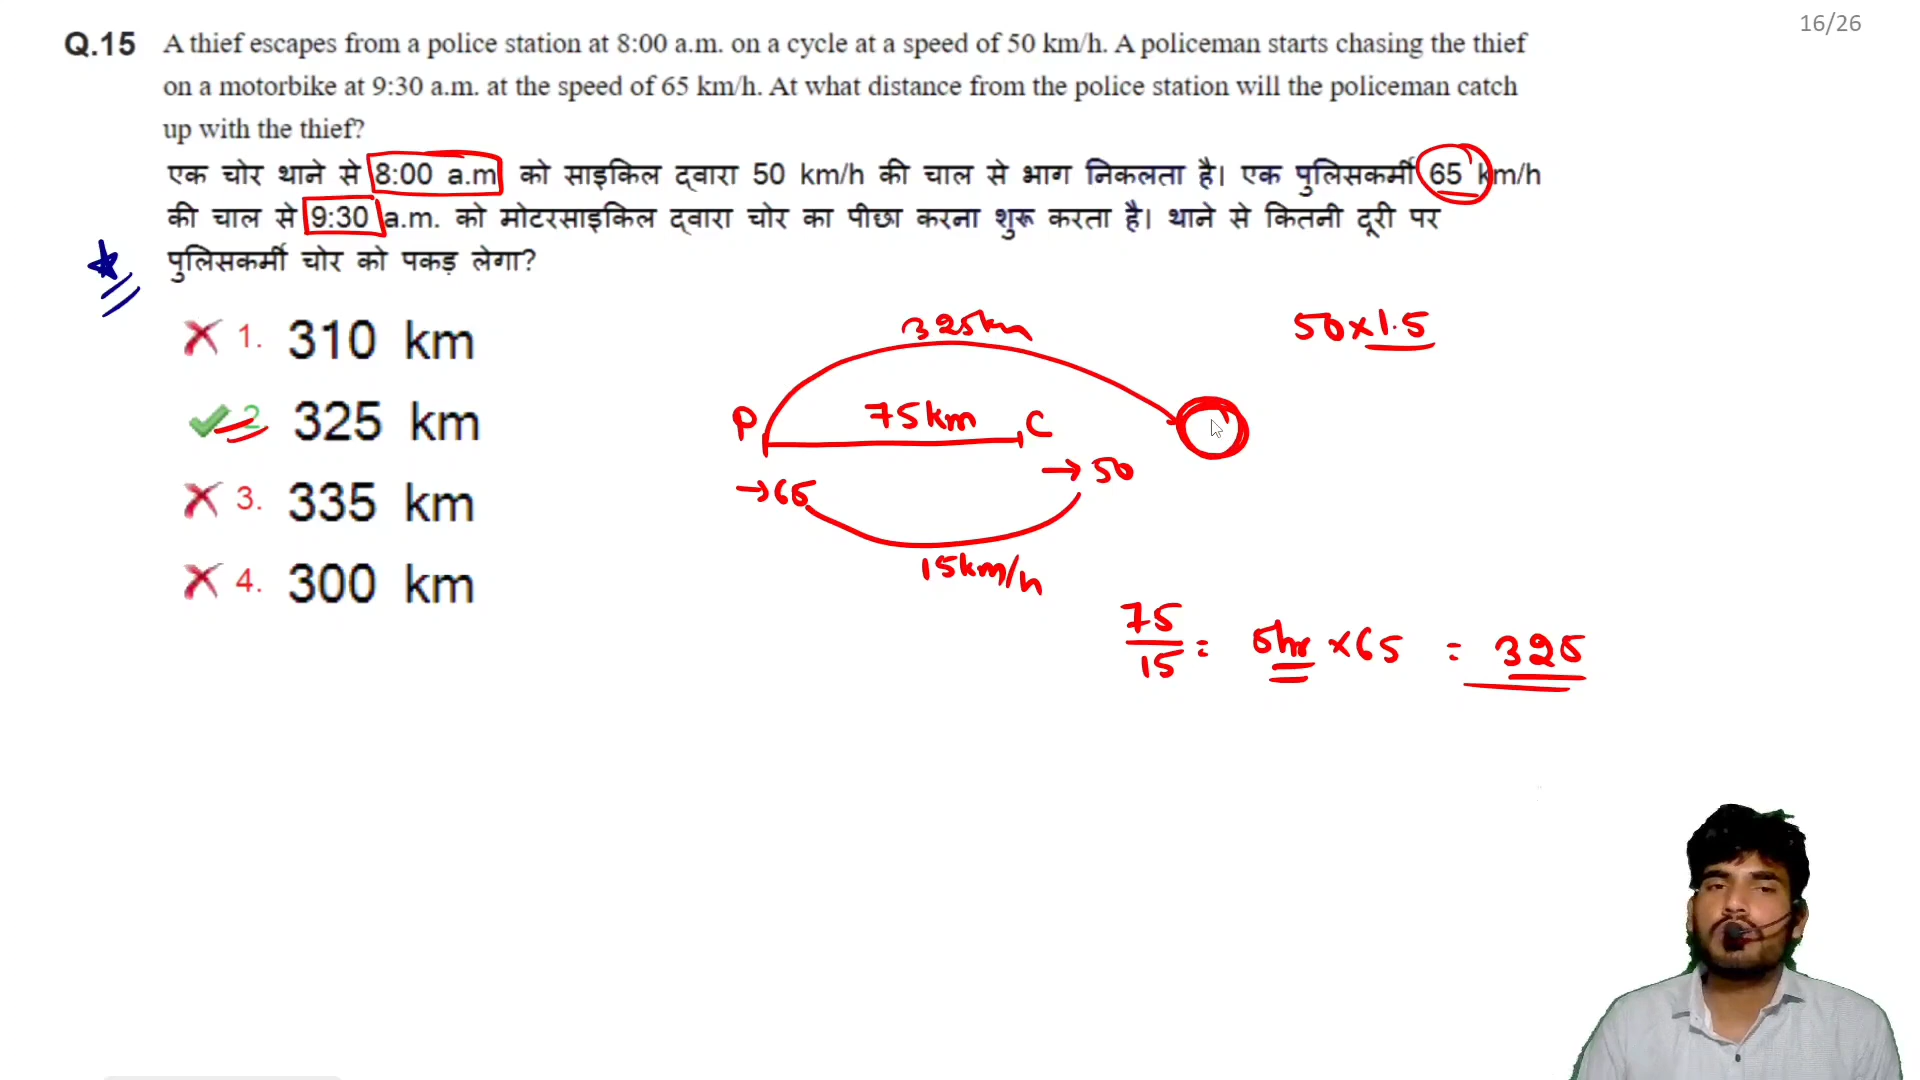 16/26
Q.15 A thief escapes from a police station at 8:00 a.m. on a cycle at a speed of 50 km/h. A policeman starts chasing the thief
on a motorbike at 9:30 a.m. at the speed of 65 km/h. At what distance from the police station will the policeman catch
up with the thief?
एक चोर थाने से 8:00 a.m को साइकिल द्वारा 50 km/h की चाल से भाग निकलता है। एक पुलिसकर्मी 65 km/h
की चाल से 9:30 a.m. को मोटरसाइकिल द्वारा चोर का पीछा करना शुरू करता है। थाने से कितनी दूरी पर
पुलिसकर्मी चोर को पकड़ लेगा?
1. 310 km
2. 325 km
3. 335 km
4. 300 km
325km
50×1.5
P 75km C
→65
→50
15km/h
75/15 = 5hr ×65 = 325